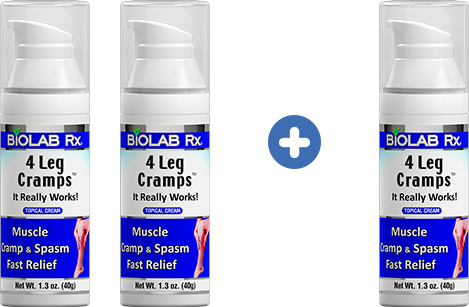 BiOLAB Rx
4 Leg
Cramps™
It Really Works!
TOPICAL CREAM
Muscle
Cramp & Spasm
Fast Relief
Net Wt. 1.3 oz. (40g)
BiOLAB Rx
4 Leg
Cramps™
It Really Works!
TOPICAL CREAM
Muscle
Cramp & Spasm
Fast Relief
Net Wt. 1.3 oz. (40g)
+
BiOLAB Rx
4 Leg
Cramps™
It Really Works!
TOPICAL CREAM
Muscle
Cramp & Spasm
Fast Relief
Net Wt. 1.3 oz. (40g)